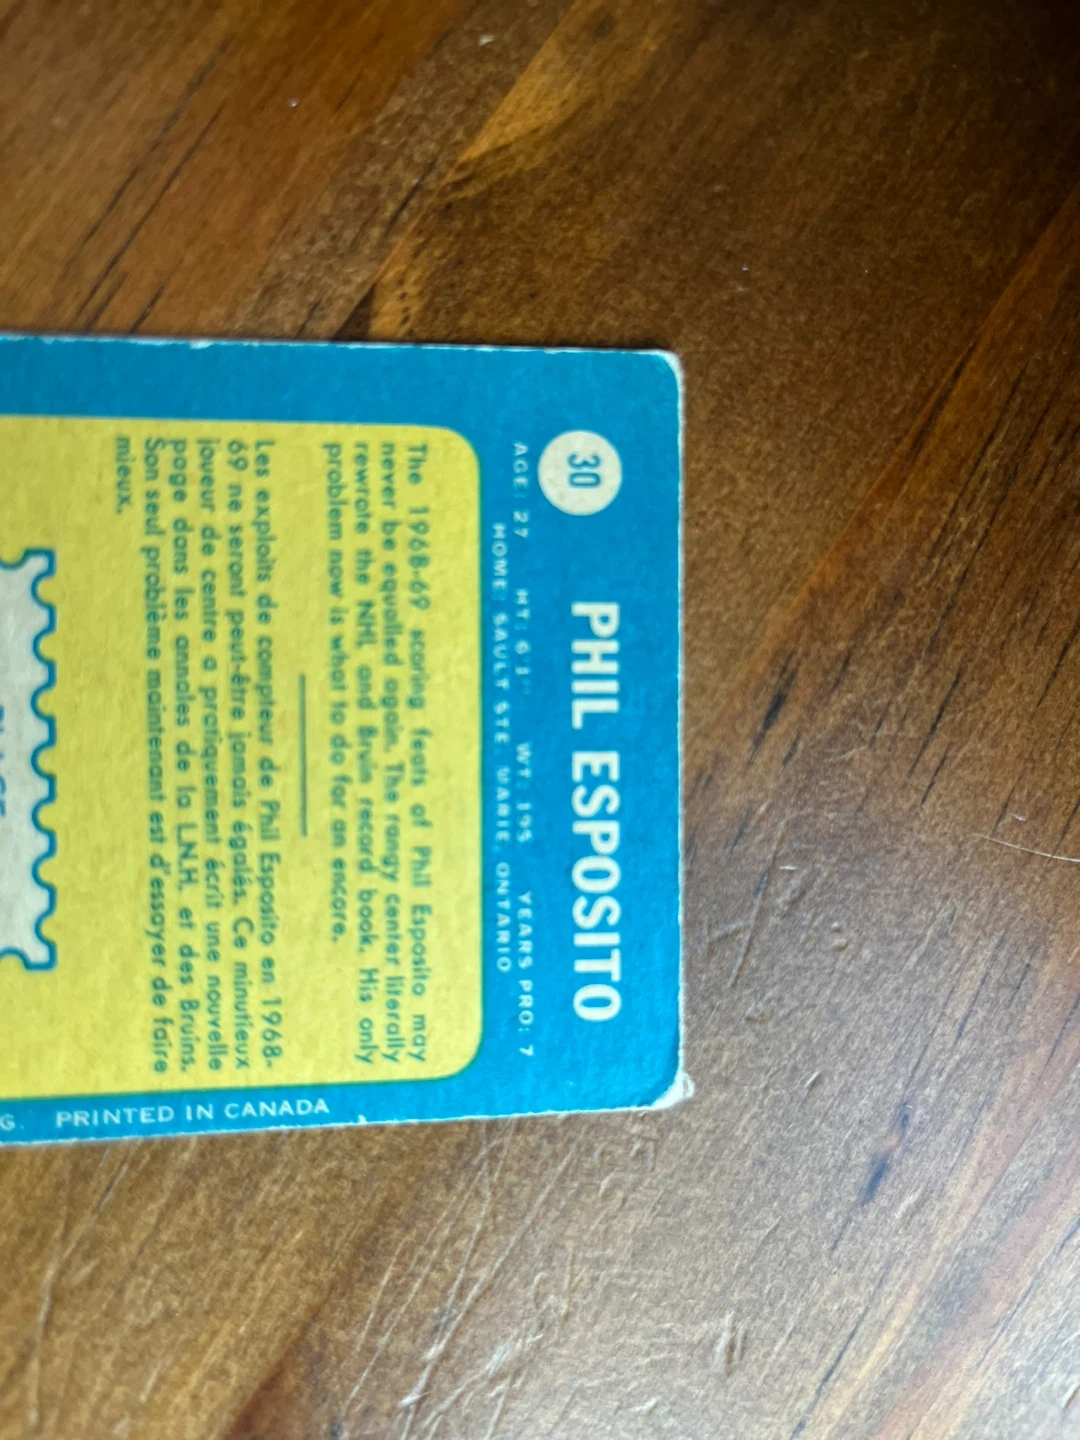 30
PHIL ESPOSITO
AGE: 27 HT: 6'1" WT: 195 YEARS PRO: 7
HOME: SAULT STE. MARIE, ONTARIO
The 1968-69 scoring feats of Phil Esposito may
never be equalled again. The rangy center literally
rewrote the NHL and Bruin record book. His only
problem now is what to do for an encore.
Les exploits de compteur de Phil Esposito en 1968-
69 ne seront peut-être jamais égalés. Ce minutieux
joueur de centre a pratiquement écrit une nouvelle
page dans les annales de la L.N.H. et des Bruins.
Son seul problème maintenant est d'essayer de faire
mieux.
G. PRINTED IN CANADA